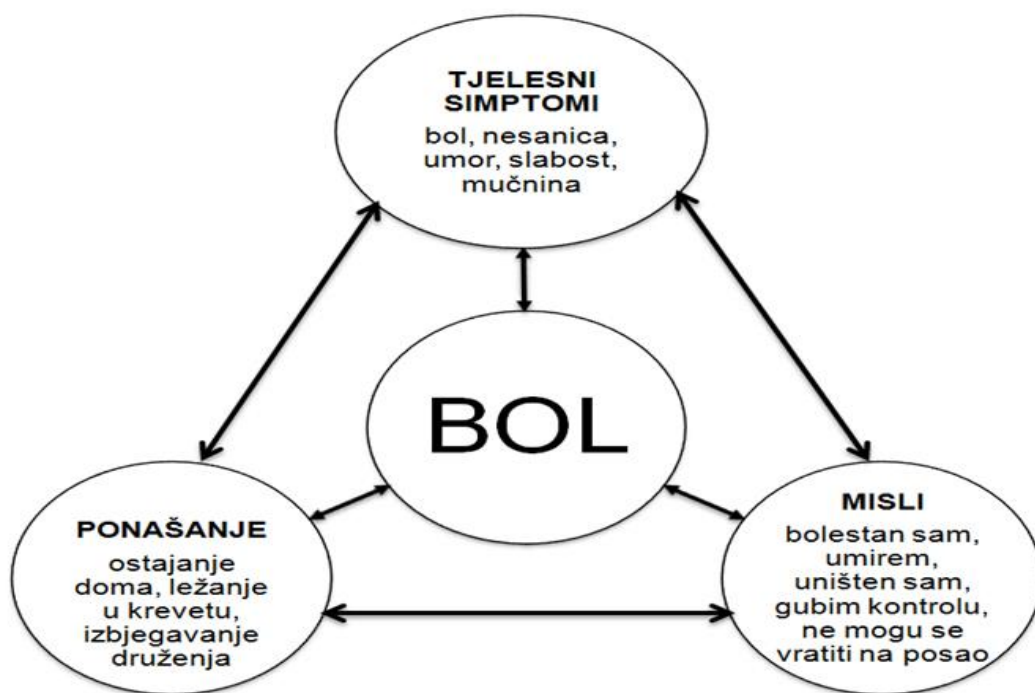 TJELESNI
SIMPTOMI
bol, nesanica,
umor, slabost,
mučnina
BOL
PONAŠANJE
ostajanje
doma, ležanje
u krevetu,
izbjegavanje
druženja
MISLI
bolestan sam,
umirem,
uništen sam,
gubim kontrolu,
ne mogu se
vratiti na posao